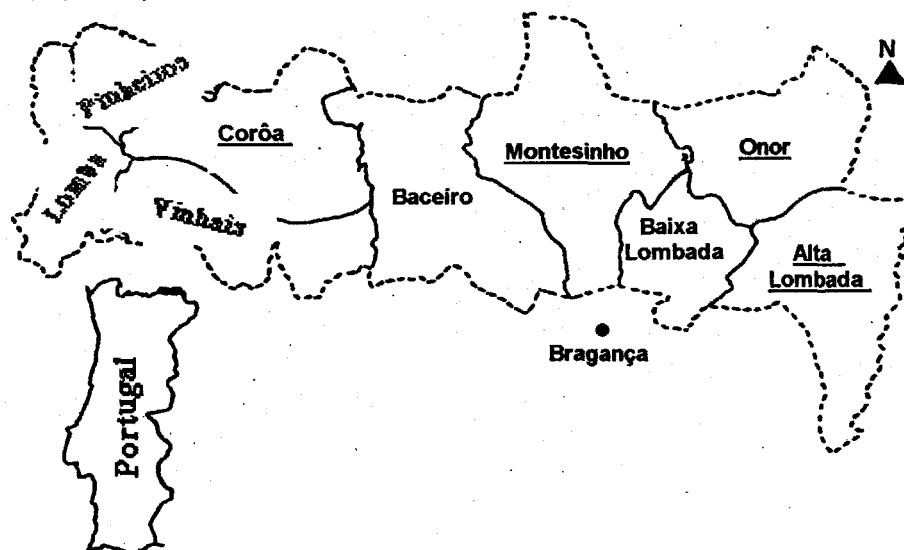 N
Pinheiros
Corôa
Montesinho
Onor
Lomba
Vinhais
Baceiro
Baixa
Lombada
Alta
Lombada
Bragança
Portugal